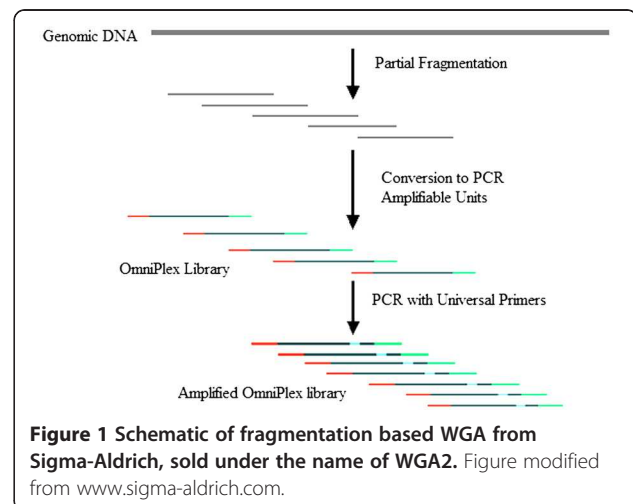 Genomic DNA
Partial Fragmentation
Conversion to PCR
Amplifiable Units
OmniPlex Library
PCR with Universal Primers
Amplified OmniPlex library
Figure 1 Schematic of fragmentation based WGA from
Sigma-Aldrich, sold under the name of WGA2. Figure modified
from www.sigma-aldrich.com.